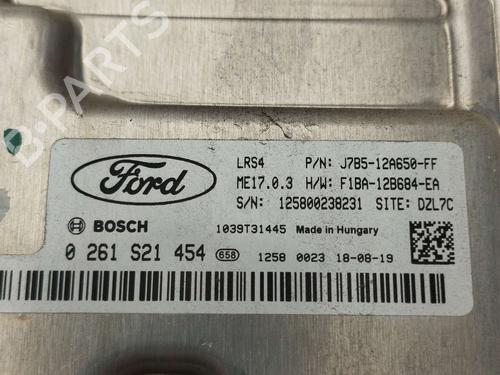 B-PARTS
Ford
LRS4 P/N: J7B5-12A650-FF
ME17.0.3 H/W: F1BA-12B684-EA
S/N: 125800238231 SITE: DZL7C
BOSCH 1039T31445 Made in Hungary
0 261 S21 454 658 1258 0023 18-08-19